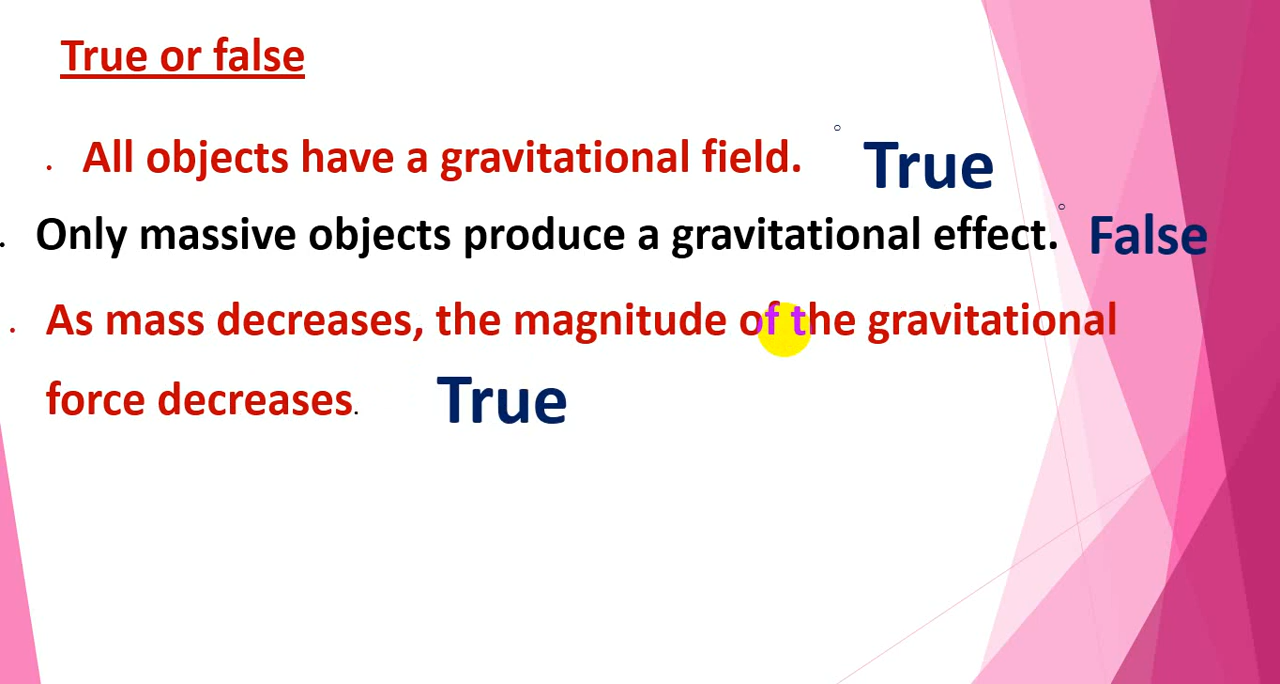 True or false
. All objects have a gravitational field. True
. Only massive objects produce a gravitational effect. False
. As mass decreases, the magnitude of the gravitational
force decreases. True